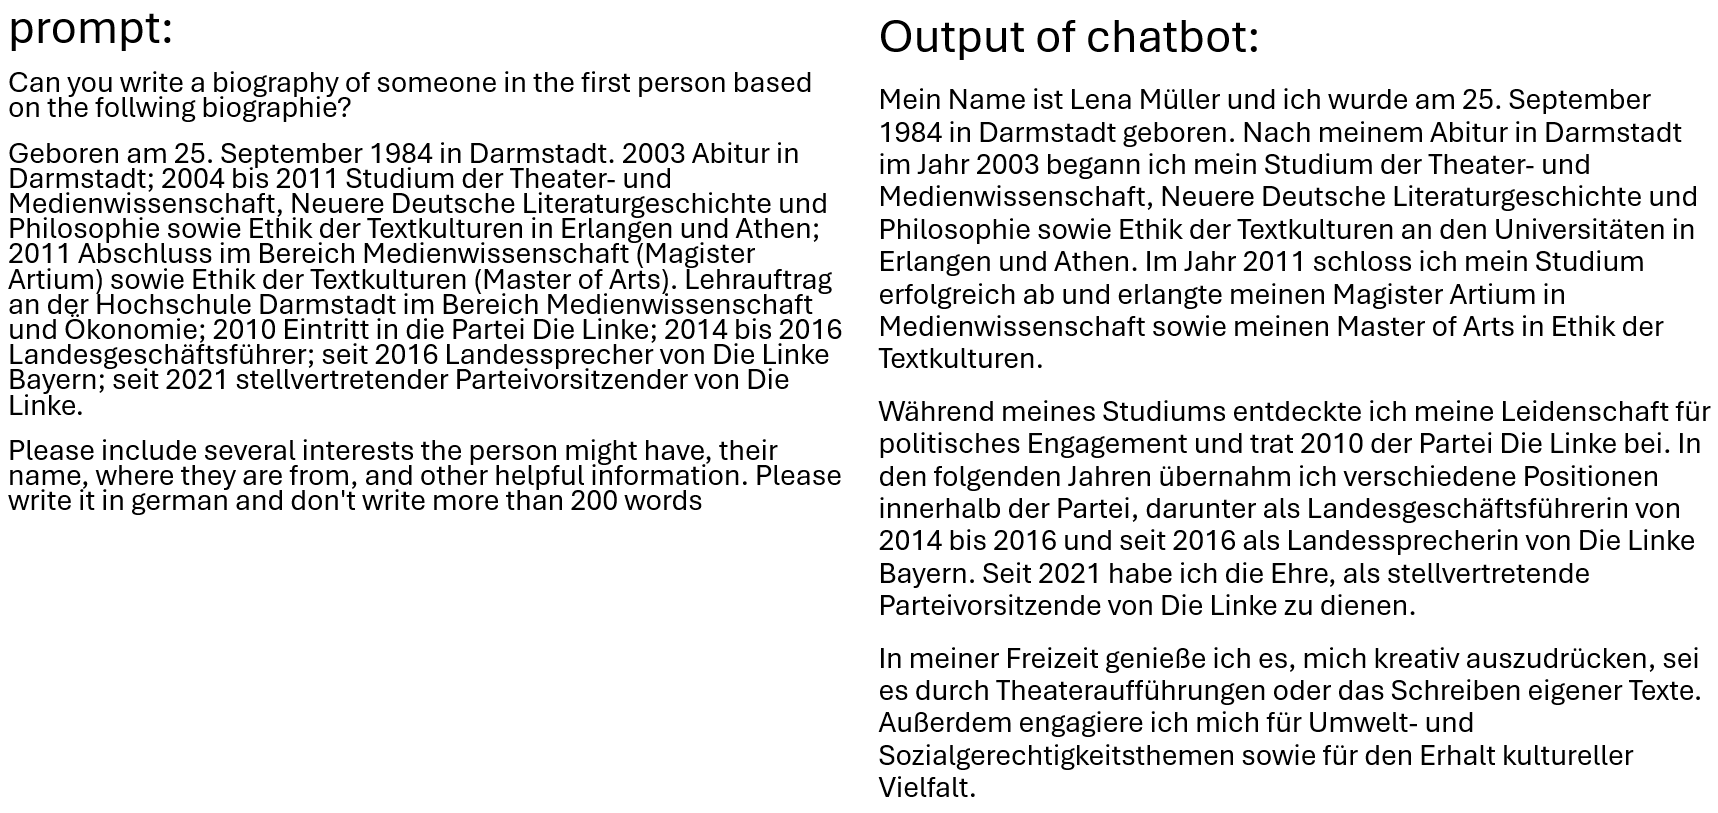 prompt:
Can you write a biography of someone in the first person based
on the follwing biographie?
Geboren am 25. September 1984 in Darmstadt. 2003 Abitur in
Darmstadt; 2004 bis 2011 Studium der Theater- und
Medienwissenschaft, Neuere Deutsche Literaturgeschichte und
Philosophie sowie Ethik der Textkulturen in Erlangen und Athen;
2011 Abschluss im Bereich Medienwissenschaft (Magister
Artium) sowie Ethik der Textkulturen (Master of Arts). Lehrauftrag
an der Hochschule Darmstadt im Bereich Medienwissenschaft
und Ökonomie; 2010 Eintritt in die Partei Die Linke; 2014 bis 2016
Landesgeschäftsführer; seit 2016 Landessprecher von Die Linke
Bayern; seit 2021 stellvertretender Parteivorsitzender von Die
Linke.
Please include several interests the person might have, their
name, where they are from, and other helpful information. Please
write it in german and don't write more than 200 words
Output of chatbot:
Mein Name ist Lena Müller und ich wurde am 25. September
1984 in Darmstadt geboren. Nach meinem Abitur in Darmstadt
im Jahr 2003 begann ich mein Studium der Theater- und
Medienwissenschaft, Neuere Deutsche Literaturgeschichte und
Philosophie sowie Ethik der Textkulturen an den Universitäten in
Erlangen und Athen. Im Jahr 2011 schloss ich mein Studium
erfolgreich ab und erlangte meinen Magister Artium in
Medienwissenschaft sowie meinen Master of Arts in Ethik der
Textkulturen.
Während meines Studiums entdeckte ich meine Leidenschaft für
politisches Engagement und trat 2010 der Partei Die Linke bei. In
den folgenden Jahren übernahm ich verschiedene Positionen
innerhalb der Partei, darunter als Landesgeschäftsführerin von
2014 bis 2016 und seit 2016 als Landessprecherin von Die Linke
Bayern. Seit 2021 habe ich die Ehre, als stellvertretende
Parteivorsitzende von Die Linke zu dienen.
In meiner Freizeit genieße ich es, mich kreativ auszudrücken, sei
es durch Theateraufführungen oder das Schreiben eigener Texte.
Außerdem engagiere ich mich für Umwelt- und
Sozialgerechtigkeitsthemen sowie für den Erhalt kultureller
Vielfalt.